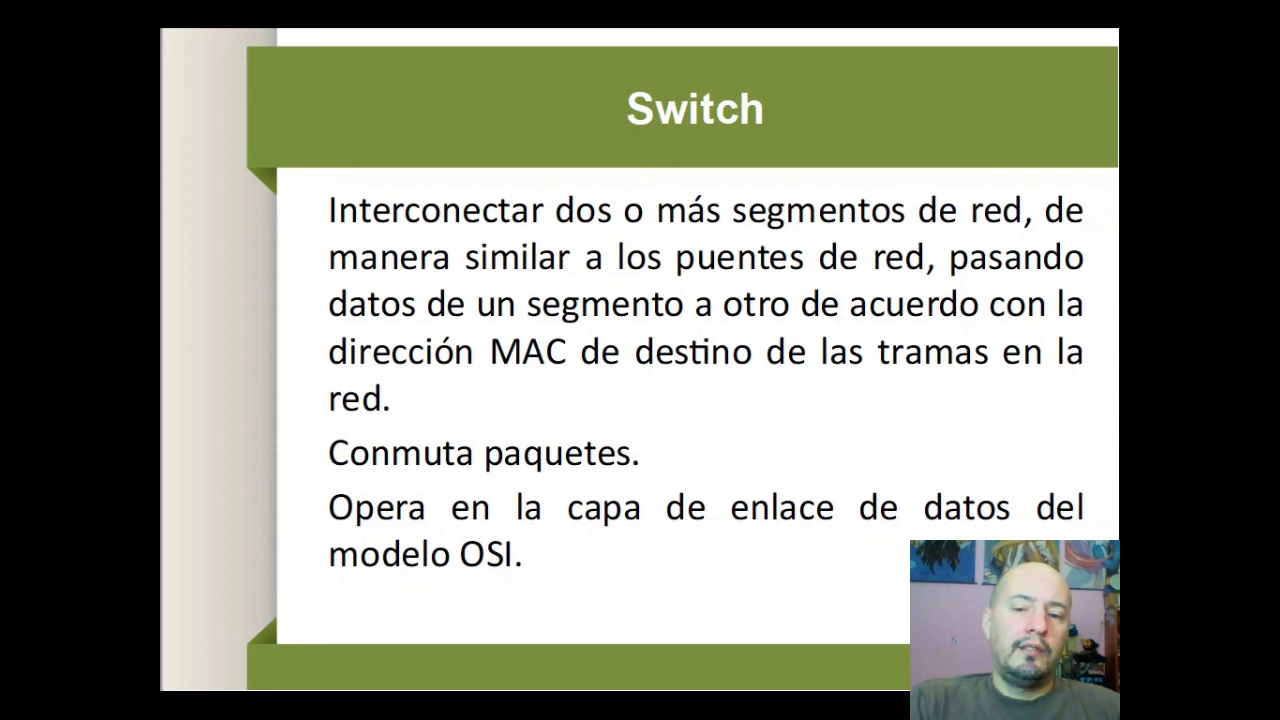 Switch
Interconectar dos o más segmentos de red, de
manera similar a los puentes de red, pasando
datos de un segmento a otro de acuerdo con la
dirección MAC de destino de las tramas en la
red.
Conmuta paquetes.
Opera en la capa de enlace de datos del
modelo OSI.